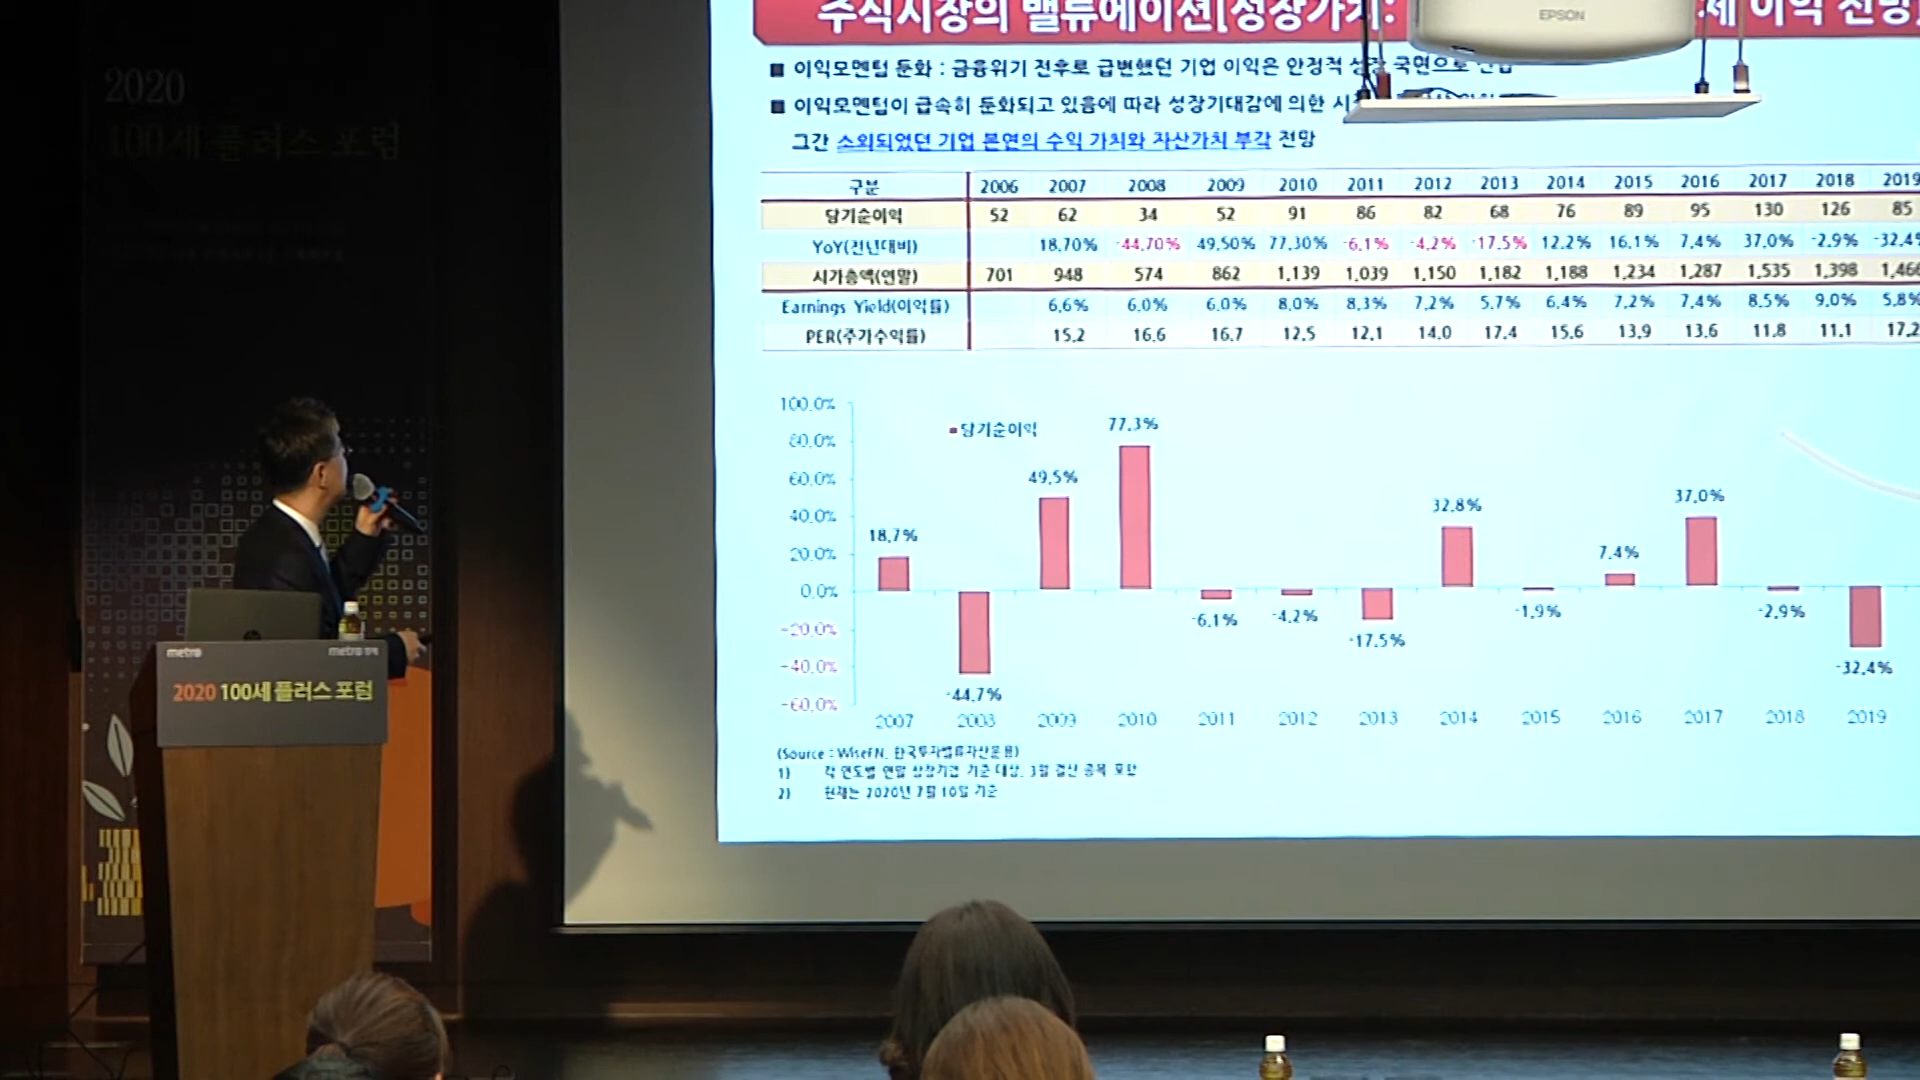 2020
100세 플러스 포럼
주식시장의 밸류에이션[성장가치: 제 이익 전망
EPSON
■ 이익모멘텀 둔화 : 금융위기 전후로 급변했던 기업 이익은 안정적 성장 국면으로
■ 이익모멘텀이 급속히 둔화되고 있음에 따라 성장기대감에 의한
그간 소외되었던 기업 본연의 수익 가치와 자산가치 부각 전망
구분 2006 2007 2008 2009 2010 2011 2012 2013 2014 2015 2016 2017 2018 2019
당기순이익 52 62 34 52 91 86 82 68 76 89 95 130 126 85
YoY(전년대비) 18.70% -44.70% 49.50% 77.30% -6.1% -4.2% -17.5% 12.2% 16.1% 7.4% 37.0% -2.9% -32.4%
시가총액(연말) 701 948 574 862 1,139 1,039 1,150 1,182 1,188 1,234 1,287 1,535 1,398 1,466
Earnings Yield(이익률) 6.6% 6.0% 6.0% 8.0% 8.3% 7.2% 5.7% 6.4% 7.2% 7.4% 8.5% 9.0% 5.8%
PER(주가수익률) 15.2 16.6 16.7 12.5 12.1 14.0 17.4 15.6 13.9 13.6 11.8 11.1 17.2
100.0%
80.0%
60.0%
40.0%
20.0%
0.0%
-20.0%
-40.0%
-60.0%
당기순이익
18.7% -44.7% 49.5% 77.3% -6.1% -4.2% -17.5% 32.8% -1.9% 7.4% 37.0% -2.9% -32.4%
2007 2008 2009 2010 2011 2012 2013 2014 2015 2016 2017 2018 2019
(Source : WiseFN, 한국투자밸류자산운용)
1) 각 연도별 연말 상장기업 기준 대상, 3월 결산 종목 포함
2) 현재는 2020년 7월 10일 기준
metro metro 경제
2020 100세 플러스 포럼